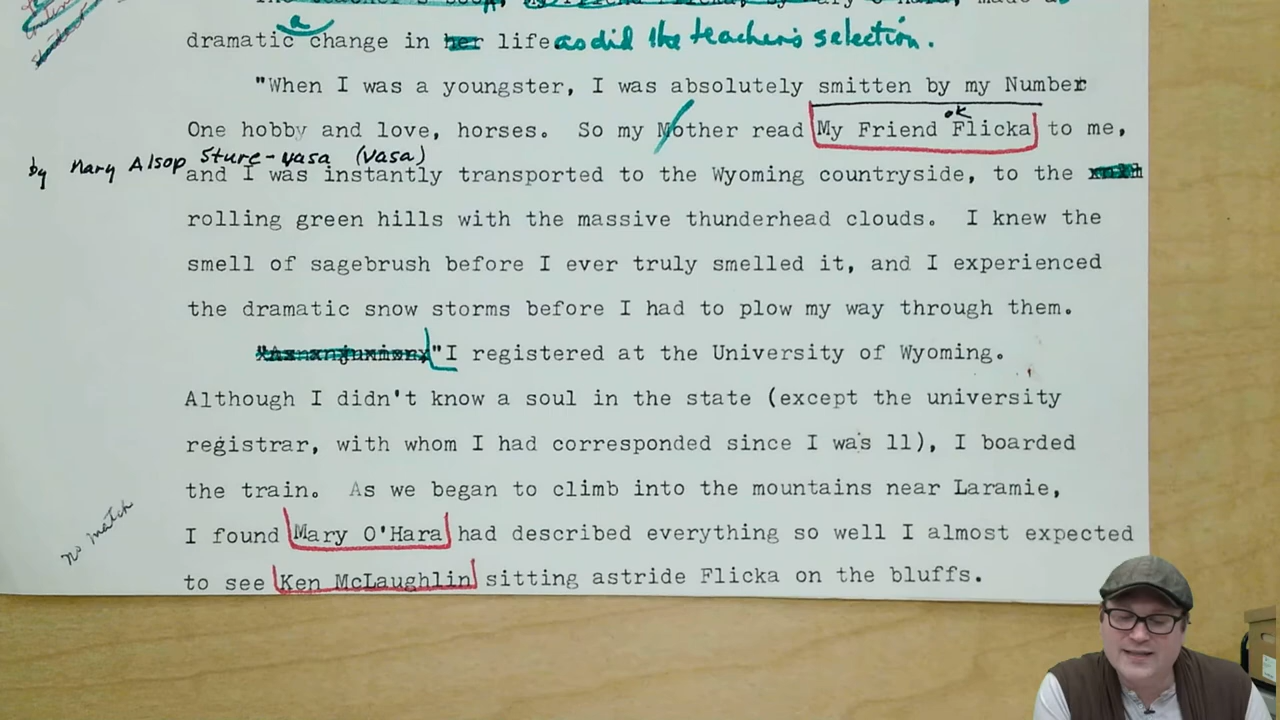 dramatic a change in her life as did the teacher's selection.
"When I was a youngster, I was absolutely smitten by my Number
ok
One hobby and love, horses. So my Mother read My Friend Flicka to me,
by Mary Alsop Sture-vasa (Vasa)
and I was instantly transported to the Wyoming countryside, to the
rolling green hills with the massive thunderhead clouds. I knew the
smell of sagebrush before I ever truly smelled it, and I experienced
the dramatic snow storms before I had to plow my way through them.
"I registered at the University of Wyoming.
Although I didn't know a soul in the state (except the university
registrar, with whom I had corresponded since I was 11), I boarded
the train. As we began to climb into the mountains near Laramie,
no match
I found Mary O'Hara had described everything so well I almost expected
to see Ken McLaughlin sitting astride Flicka on the bluffs.